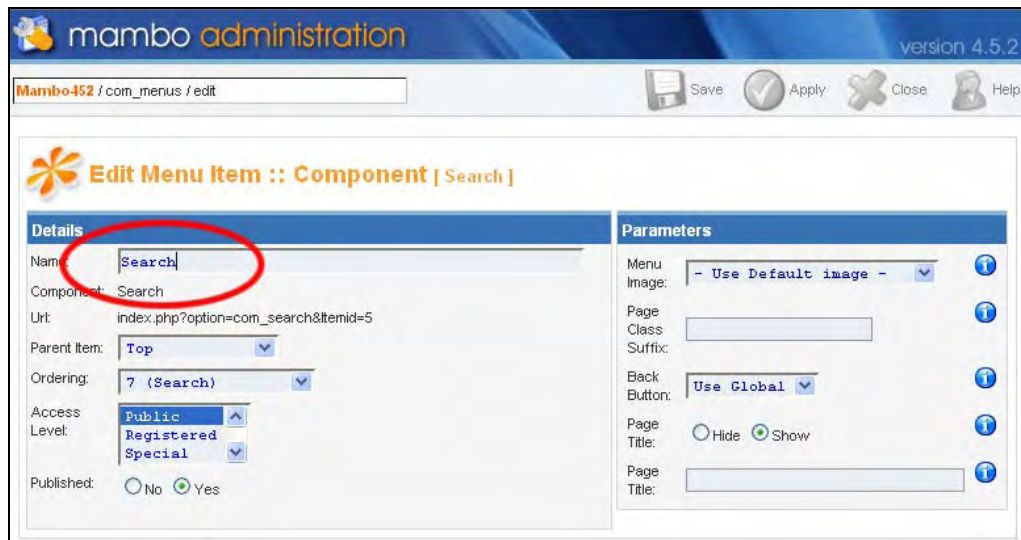 mambo administration
version 4.5.2
Mambo452 / com_menus / edit
Save Apply Close Help
Edit Menu Item :: Component [ Search ]
Details
Name: Search
Component: Search
Url: index.php?option=com_search&Itemid=5
Parent Item: Top
Ordering: 7 (Search)
Access
Level:
Public
Registered
Special
Published: No Yes
Parameters
Menu
Image: - Use Default image -
Page
Class
Suffix:
Back
Button: Use Global
Page
Title: Hide Show
Page
Title: